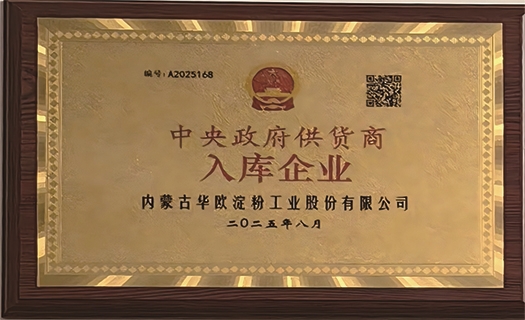 编号: A2025168
中央政府供货商
入库企业
内蒙古华欧淀粉工业股份有限公司
二〇二五年八月